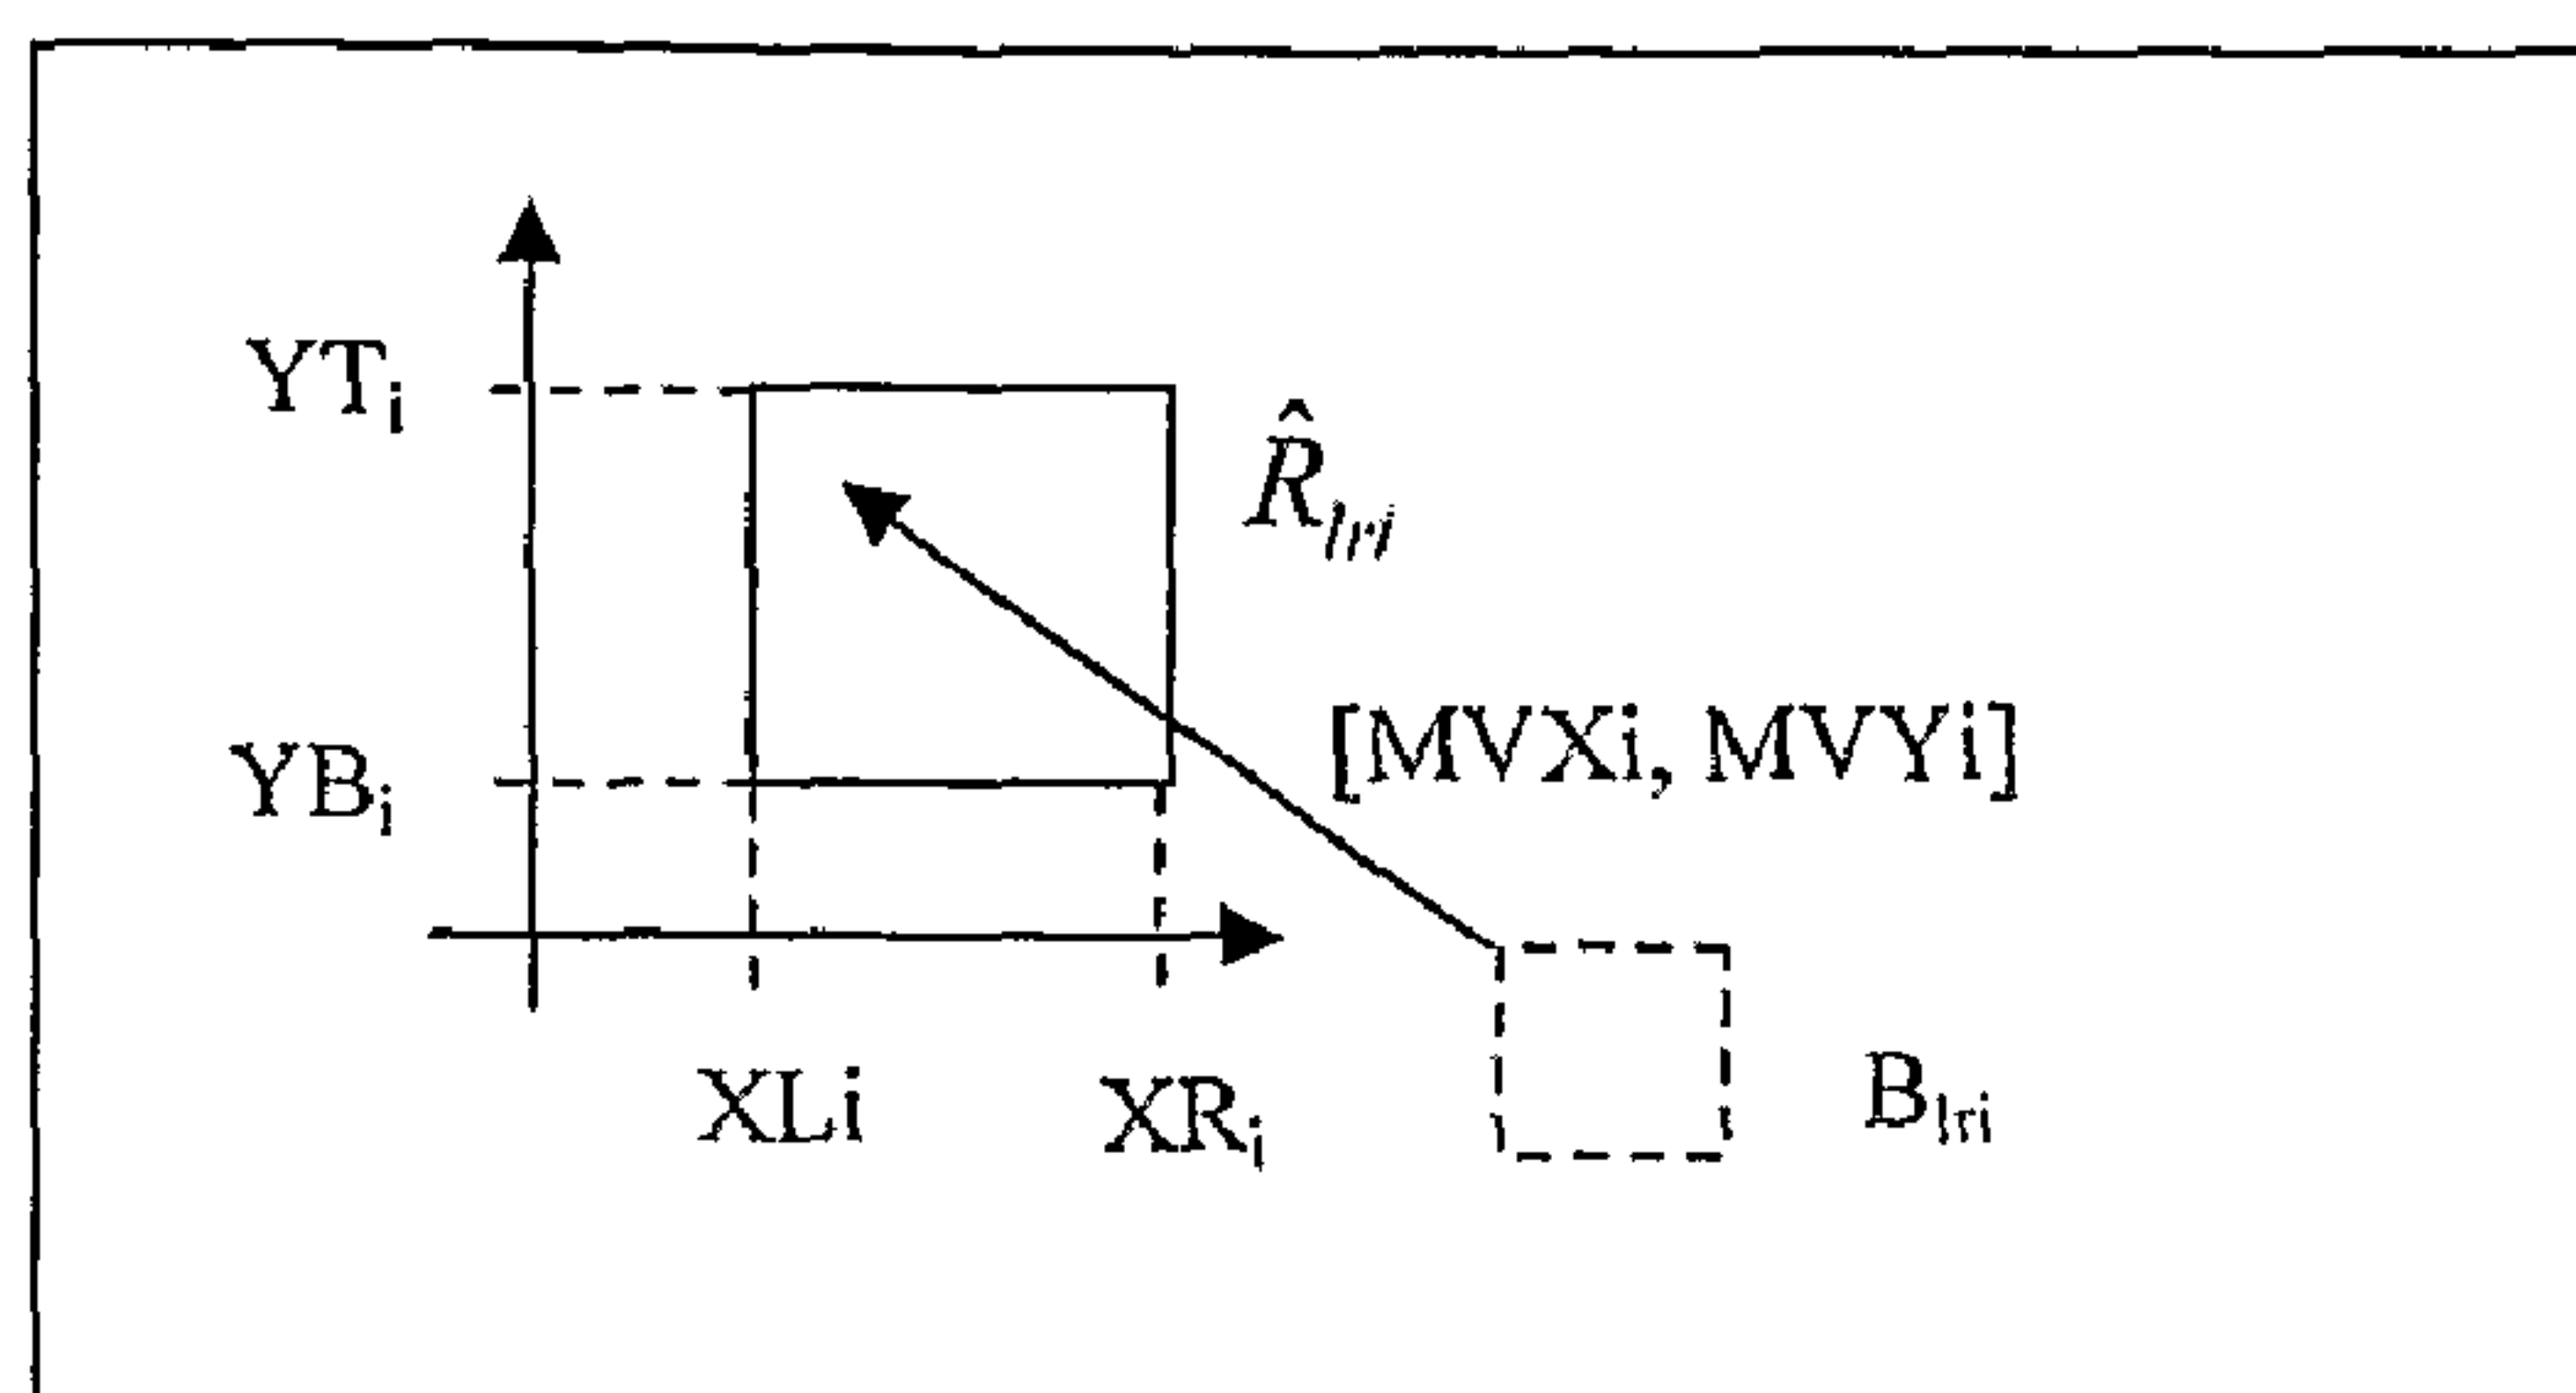 YTᵢ
R̂ₗᵣᵢ
[MVXi, MVYi]
YBᵢ
XLi
XRᵢ
Bₗᵣᵢ